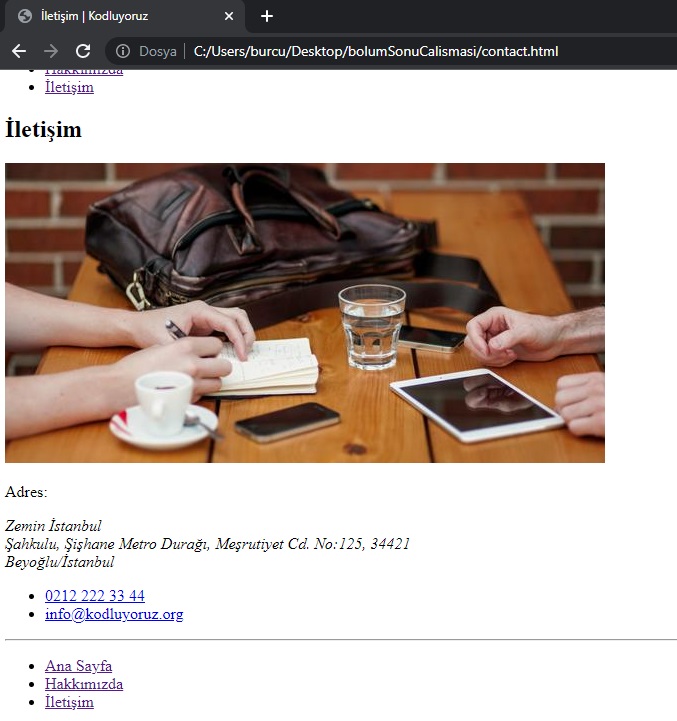 İletişim | Kodluyoruz
Dosya | C:/Users/burcu/Desktop/bolumSonuCalismasi/contact.html
Hakkımızda
İletişim
İletişim
Adres:
Zemin İstanbul
Şahkulu, Şişhane Metro Durağı, Meşrutiyet Cd. No:125, 34421
Beyoğlu/İstanbul
0212 222 33 44
info@kodluyoruz.org
Ana Sayfa
Hakkımızda
İletişim